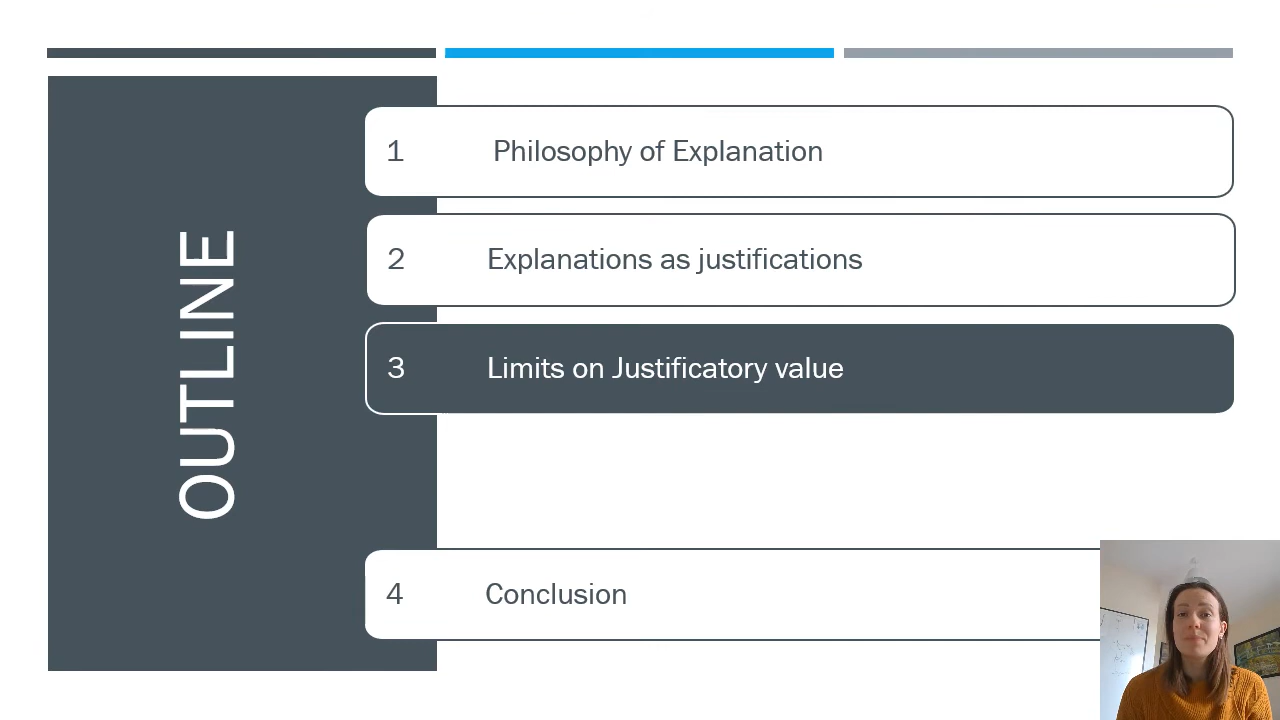 OUTLINE
1 Philosophy of Explanation
2 Explanations as justifications
3 Limits on Justificatory value
4 Conclusion